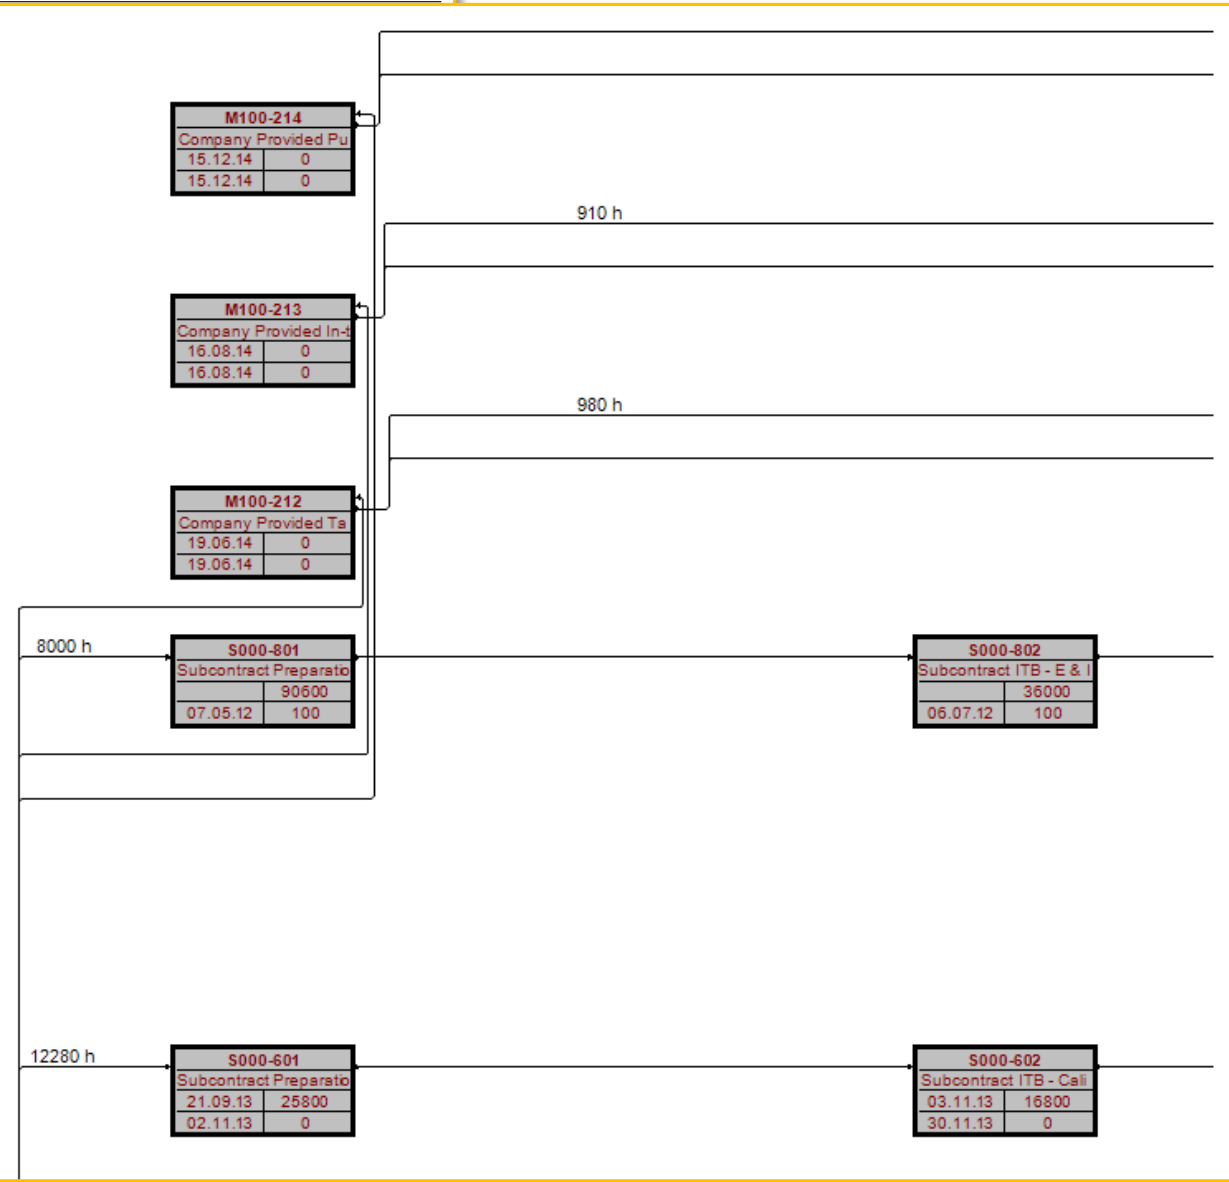 M100-214
Company Provided Pu
15.12.14 0
15.12.14 0
910 h
M100-213
Company Provided In-t
16.08.14 0
16.08.14 0
980 h
M100-212
Company Provided Ta
19.06.14 0
19.06.14 0
8000 h
S000-801
Subcontract Preparatio
90600
07.05.12 100
S000-802
Subcontract ITB - E & I
36000
06.07.12 100
12280 h
S000-601
Subcontract Preparatio
21.09.13 25800
02.11.13 0
S000-602
Subcontract ITB - Cali
03.11.13 16800
30.11.13 0